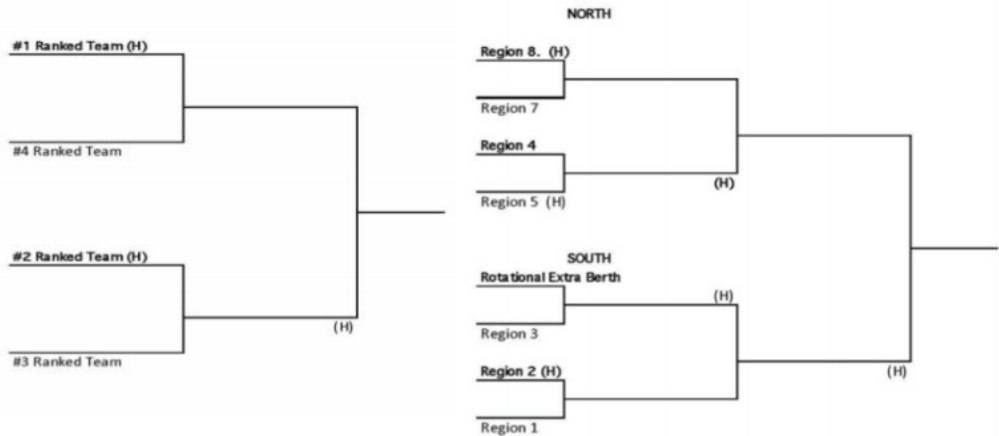 #1 Ranked Team (H)
#4 Ranked Team
#2 Ranked Team (H)
(H)
#3 Ranked Team
NORTH
Region 8. (H)
Region 7
Region 4
(H)
Region 5 (H)
SOUTH
Rotational Extra Berth
(H)
Region 3
Region 2 (H)
(H)
Region 1